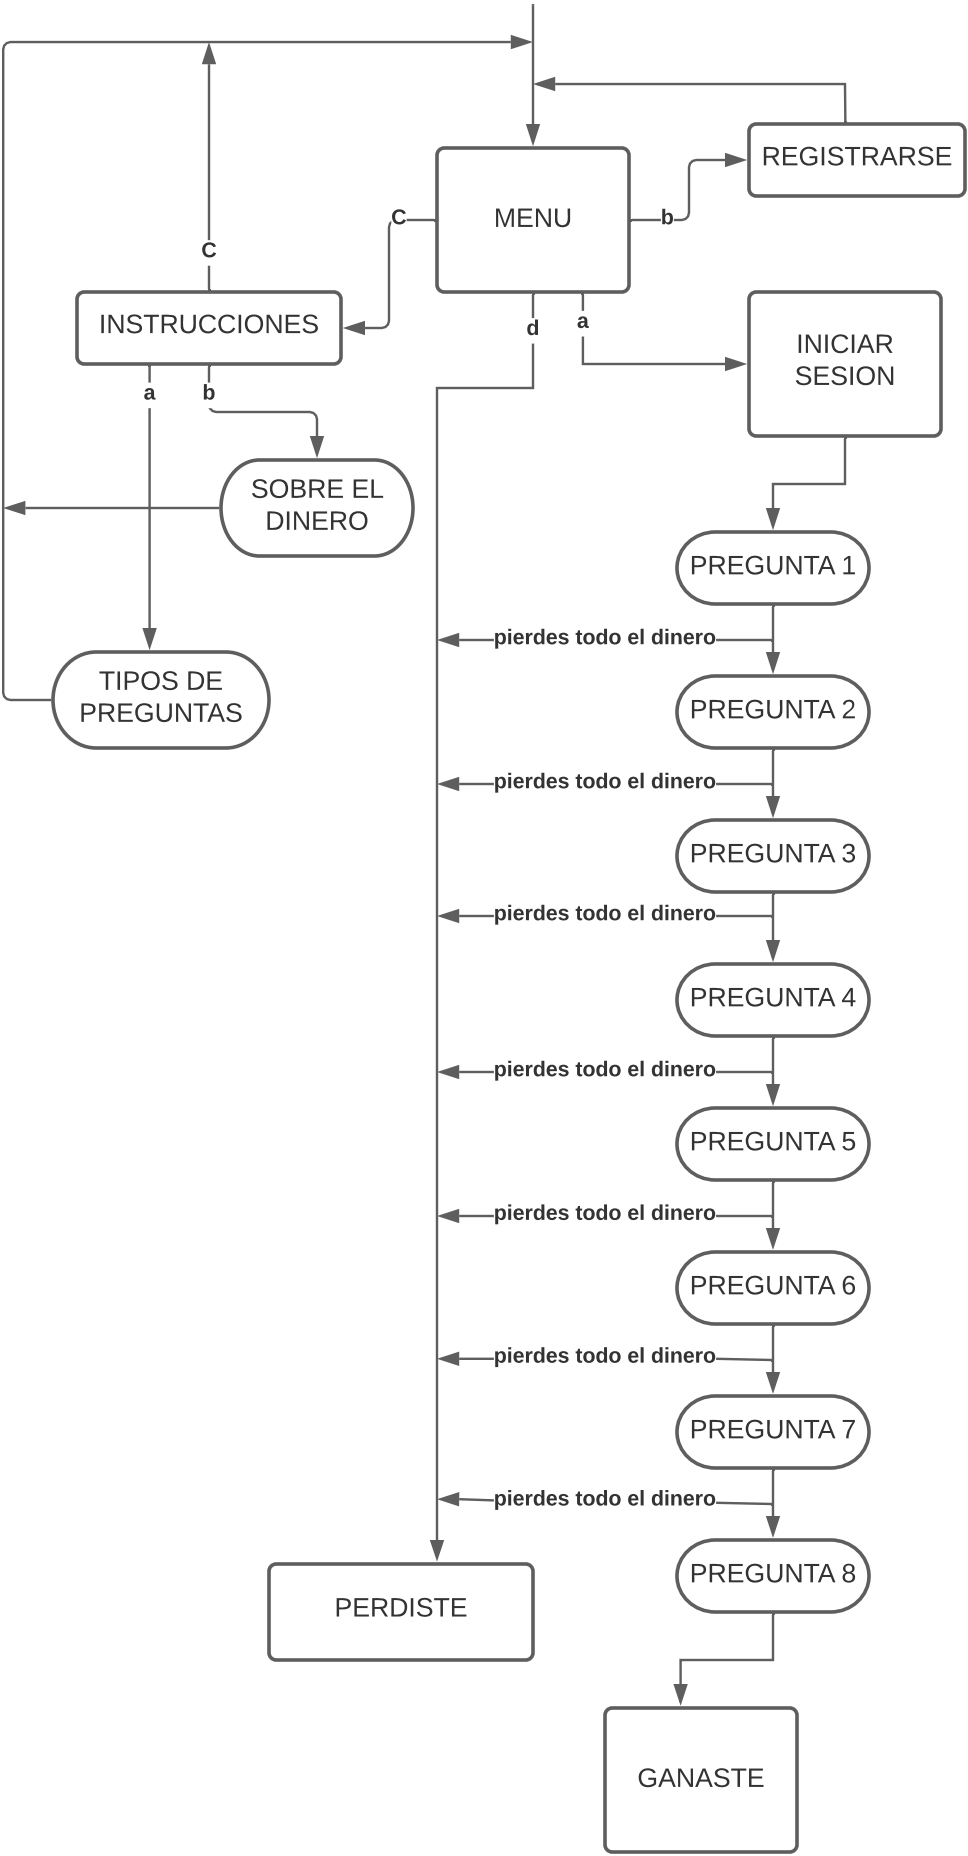 REGISTRARSE
MENU
C
b
C
INSTRUCCIONES
d
a
INICIAR
SESION
a
b
SOBRE EL
DINERO
PREGUNTA 1
pierdes todo el dinero
TIPOS DE
PREGUNTAS
PREGUNTA 2
pierdes todo el dinero
PREGUNTA 3
pierdes todo el dinero
PREGUNTA 4
pierdes todo el dinero
PREGUNTA 5
pierdes todo el dinero
PREGUNTA 6
pierdes todo el dinero
PREGUNTA 7
pierdes todo el dinero
PREGUNTA 8
PERDISTE
GANASTE